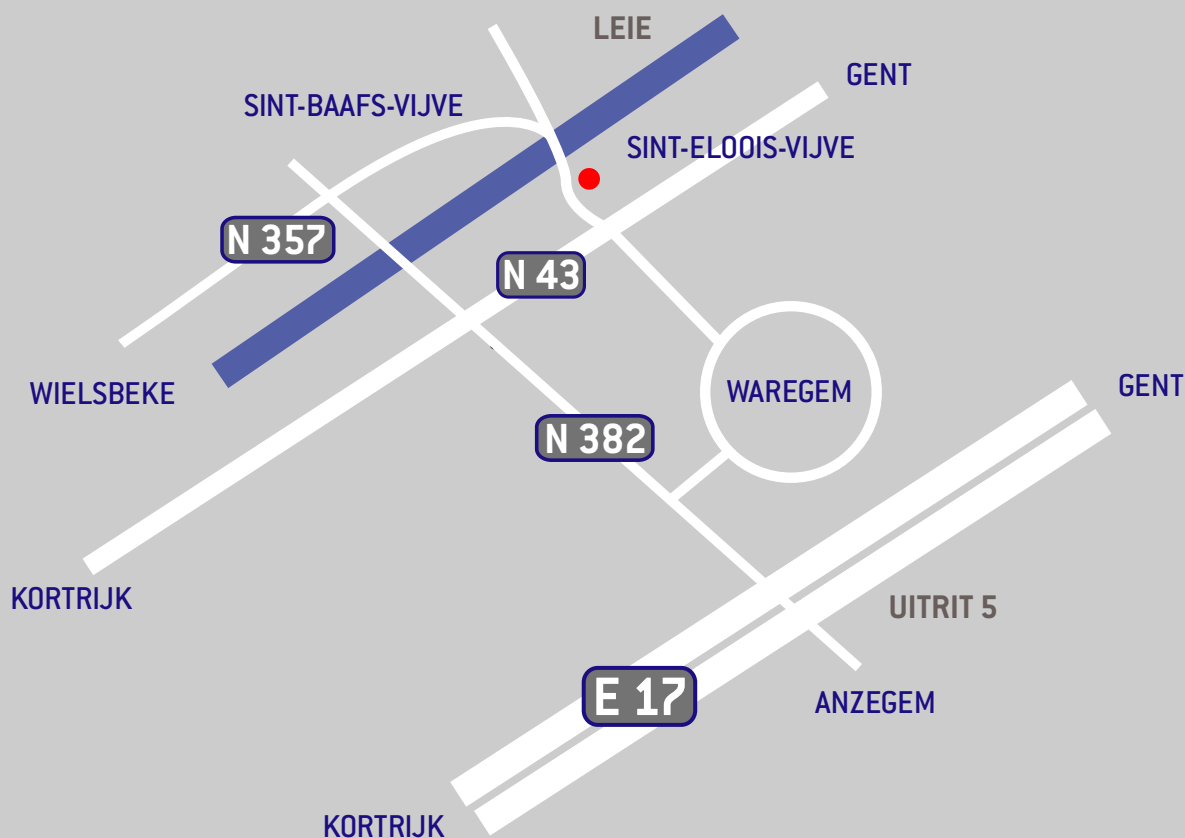 LEIE
GENT
SINT-BAAFS-VIJVE
SINT-ELOOIS-VIJVE
N 357
N 43
WIELSBEKE
WAREGEM
GENT
N 382
KORTRIJK
UITRIT 5
E 17
ANZEGEM
KORTRIJK